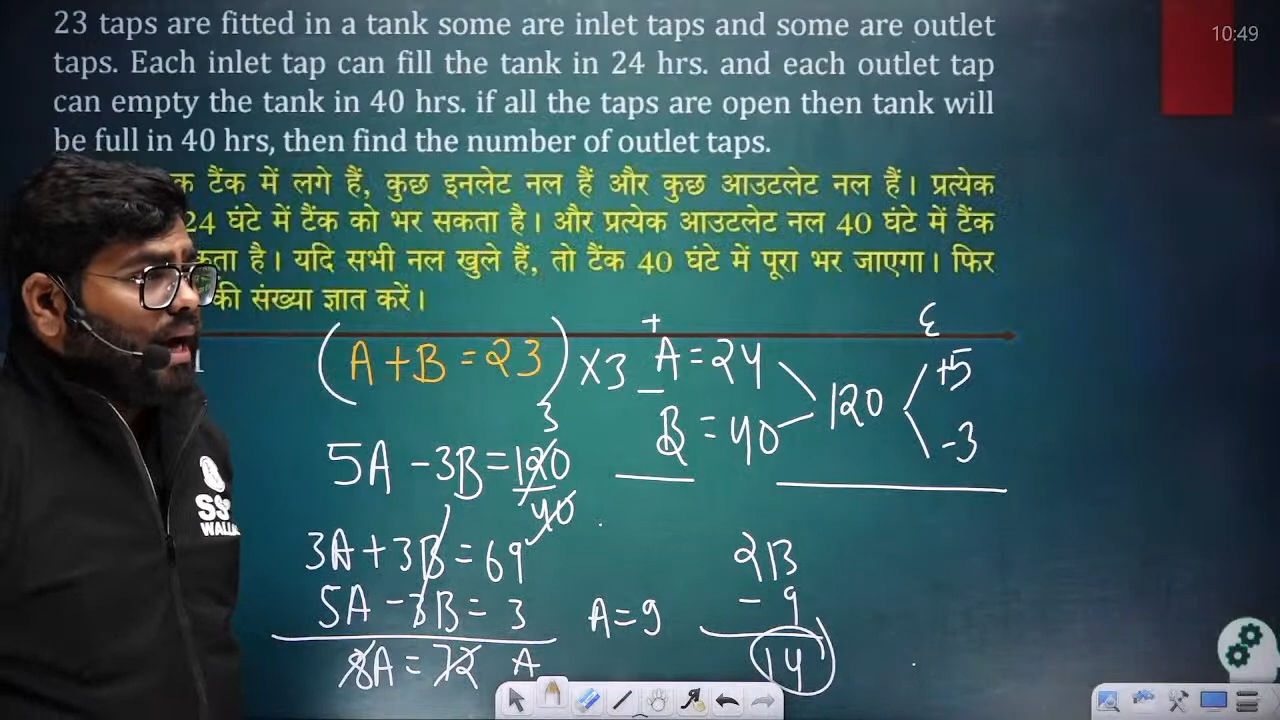 23 taps are fitted in a tank some are inlet taps and some are outlet
10:49
taps. Each inlet tap can fill the tank in 24 hrs. and each outlet tap
can empty the tank in 40 hrs. if all the taps are open then tank will
be full in 40 hrs, then find the number of outlet taps.
टैंक में लगे हैं, कुछ इनलेट नल हैं और कुछ आउटलेट नल हैं। प्रत्येक
24 घंटे में टैंक को भर सकता है। और प्रत्येक आउटलेट नल 40 घंटे में टैंक
है। यदि सभी नल खुले हैं, तो टैंक 40 घंटे में पूरा भर जाएगा। फिर
की संख्या ज्ञात करें।
(A+B=23)×3
+ A=24
- B=40
120
ε
+5
-3
3
5A-3B=120
40
3A+3B=69
5A-3B=3
8A=72 A
A=9
23
-9
14
SS
WALLA